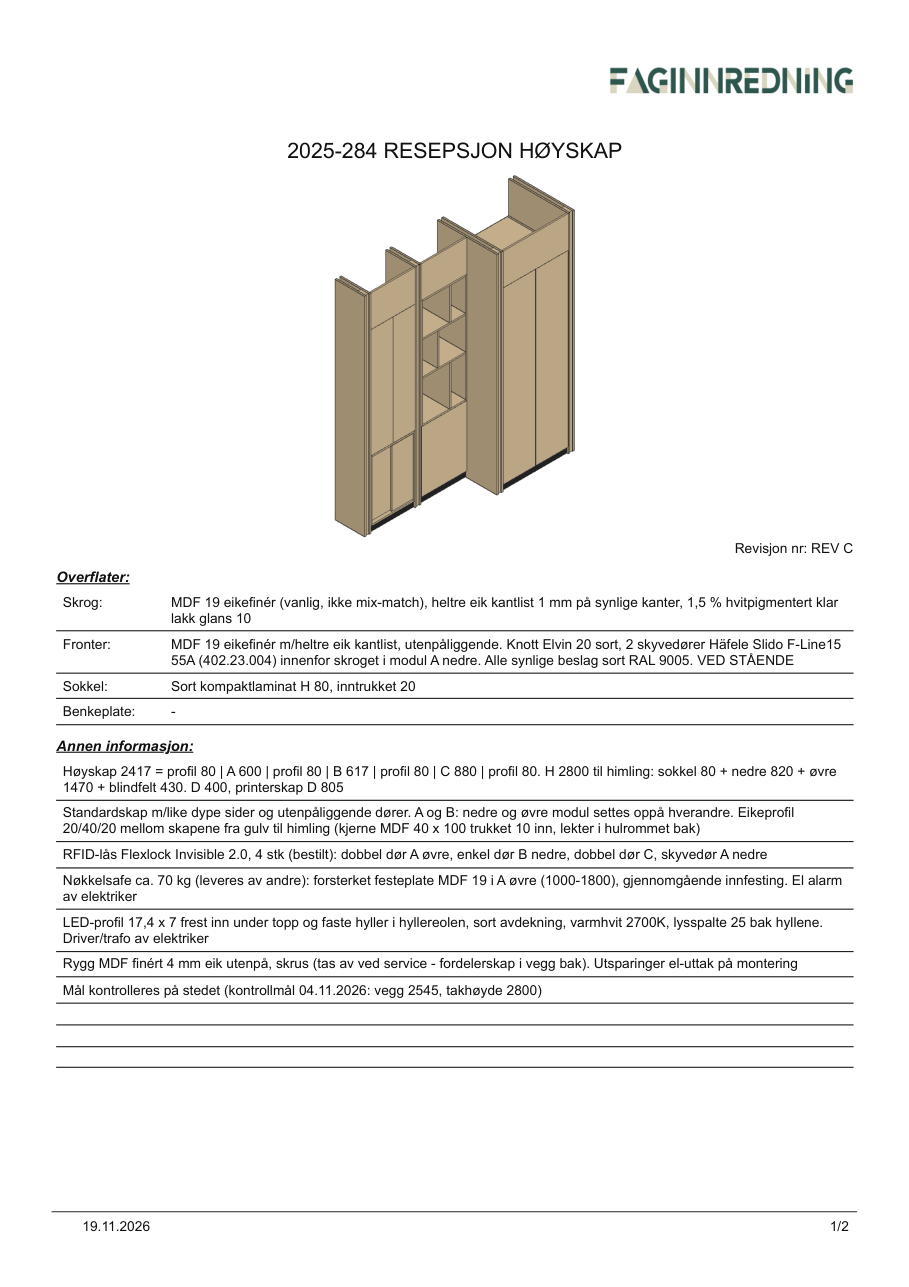 FAGINNREDNING
2025-284 RESEPSJON HØYSKAP
Revisjon nr: REV C
Overflater:
Skrog: MDF 19 eikefinér (vanlig, ikke mix-match), heltre eik kantlist 1 mm på synlige kanter, 1,5 % hvitpigmentert klar
lakk glans 10
Fronter: MDF 19 eikefinér m/heltre eik kantlist, utenpåliggende. Knott Elvin 20 sort, 2 skyvedører Häfele Slido F-Line15
55A (402.23.004) innenfor skroget i modul A nedre. Alle synlige beslag sort RAL 9005. VED STÅENDE
Sokkel: Sort kompaktlaminat H 80, inntrukket 20
Benkeplate: -
Annen informasjon:
Høyskap 2417 = profil 80 | A 600 | profil 80 | B 617 | profil 80 | C 880 | profil 80. H 2800 til himling: sokkel 80 + nedre 820 + øvre
1470 + blindfelt 430. D 400, printerskap D 805
Standardskap m/like dype sider og utenpåliggende dører. A og B: nedre og øvre modul settes oppå hverandre. Eikeprofil
20/40/20 mellom skapene fra gulv til himling (kjerne MDF 40 x 100 trukket 10 inn, lekter i hulrommet bak)
RFID-lås Flexlock Invisible 2.0, 4 stk (bestilt): dobbel dør A øvre, enkel dør B nedre, dobbel dør C, skyvedør A nedre
Nøkkelsafe ca. 70 kg (leveres av andre): forsterket festeplate MDF 19 i A øvre (1000-1800), gjennomgående innfesting. El alarm
av elektriker
LED-profil 17,4 x 7 frest inn under topp og faste hyller i hyllereolen, sort avdekning, varmhvit 2700K, lysspalte 25 bak hyllene.
Driver/trafo av elektriker
Rygg MDF finért 4 mm eik utenpå, skrus (tas av ved service - fordelerskap i vegg bak). Utsparinger el-uttak på montering
Mål kontrolleres på stedet (kontrollmål 04.11.2026: vegg 2545, takhøyde 2800)
19.11.2026
1/2